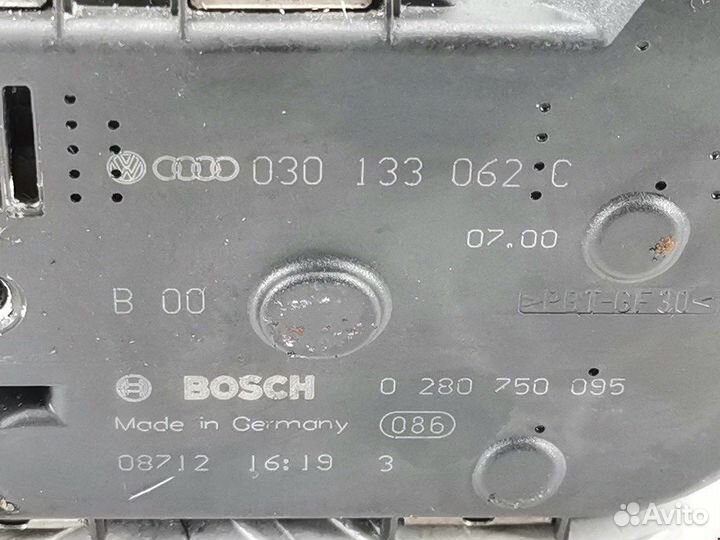 030 133 062 C
07.00
B 00
>PBT-GF30<
BOSCH 0 280 750 095
Made in Germany 086
08712 16:19 3
Avito